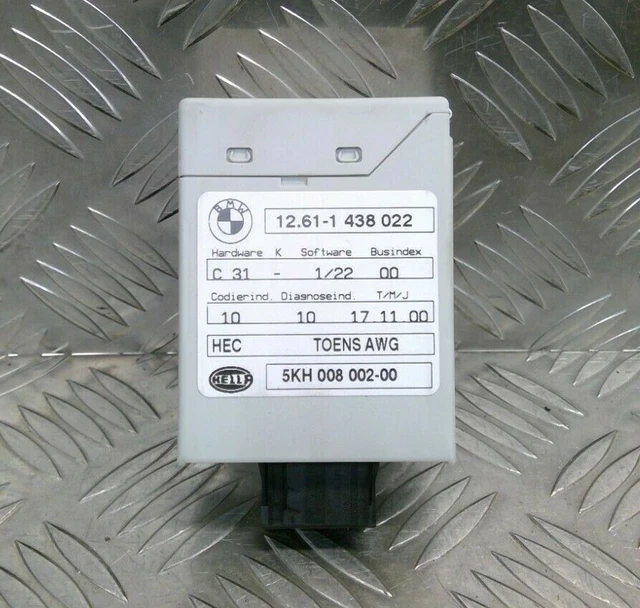 BMW
12.61-1 438 022
Hardware K Software Busindex
C 31 - 1/22 00
Codierind. Diagnoseind. T/M/J
10 10 17 11 00
HEC TOENS AWG
HELLA
5KH 008 002-00